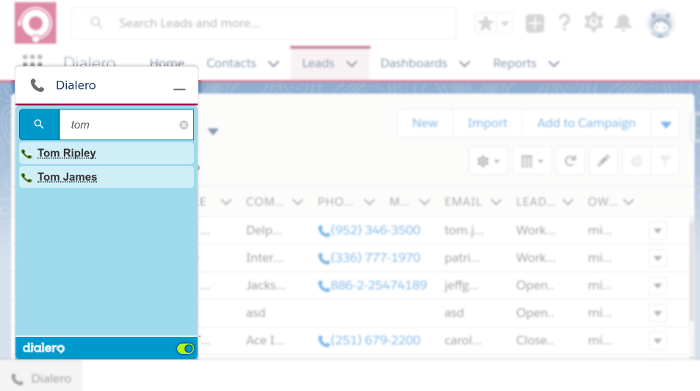 Search Leads and more...
Dialero Home Contacts Leads Dashboards Reports
Dialero
tom
Tom Ripley
Tom James
dialero
New Import Add to Campaign
E COM... PHO... M... EMAIL LEAD... OW...
... Delp... (952) 346-3500 tom.j... Work... mi...
... Inter... (336) 777-1970 patri... Work... mi...
... Jacks... 886-2-25474189 jeffg... Open.. mi...
asd asd Open.. mi...
... Ace I... (251) 679-2200 carol... Close.. mi...
Dialero